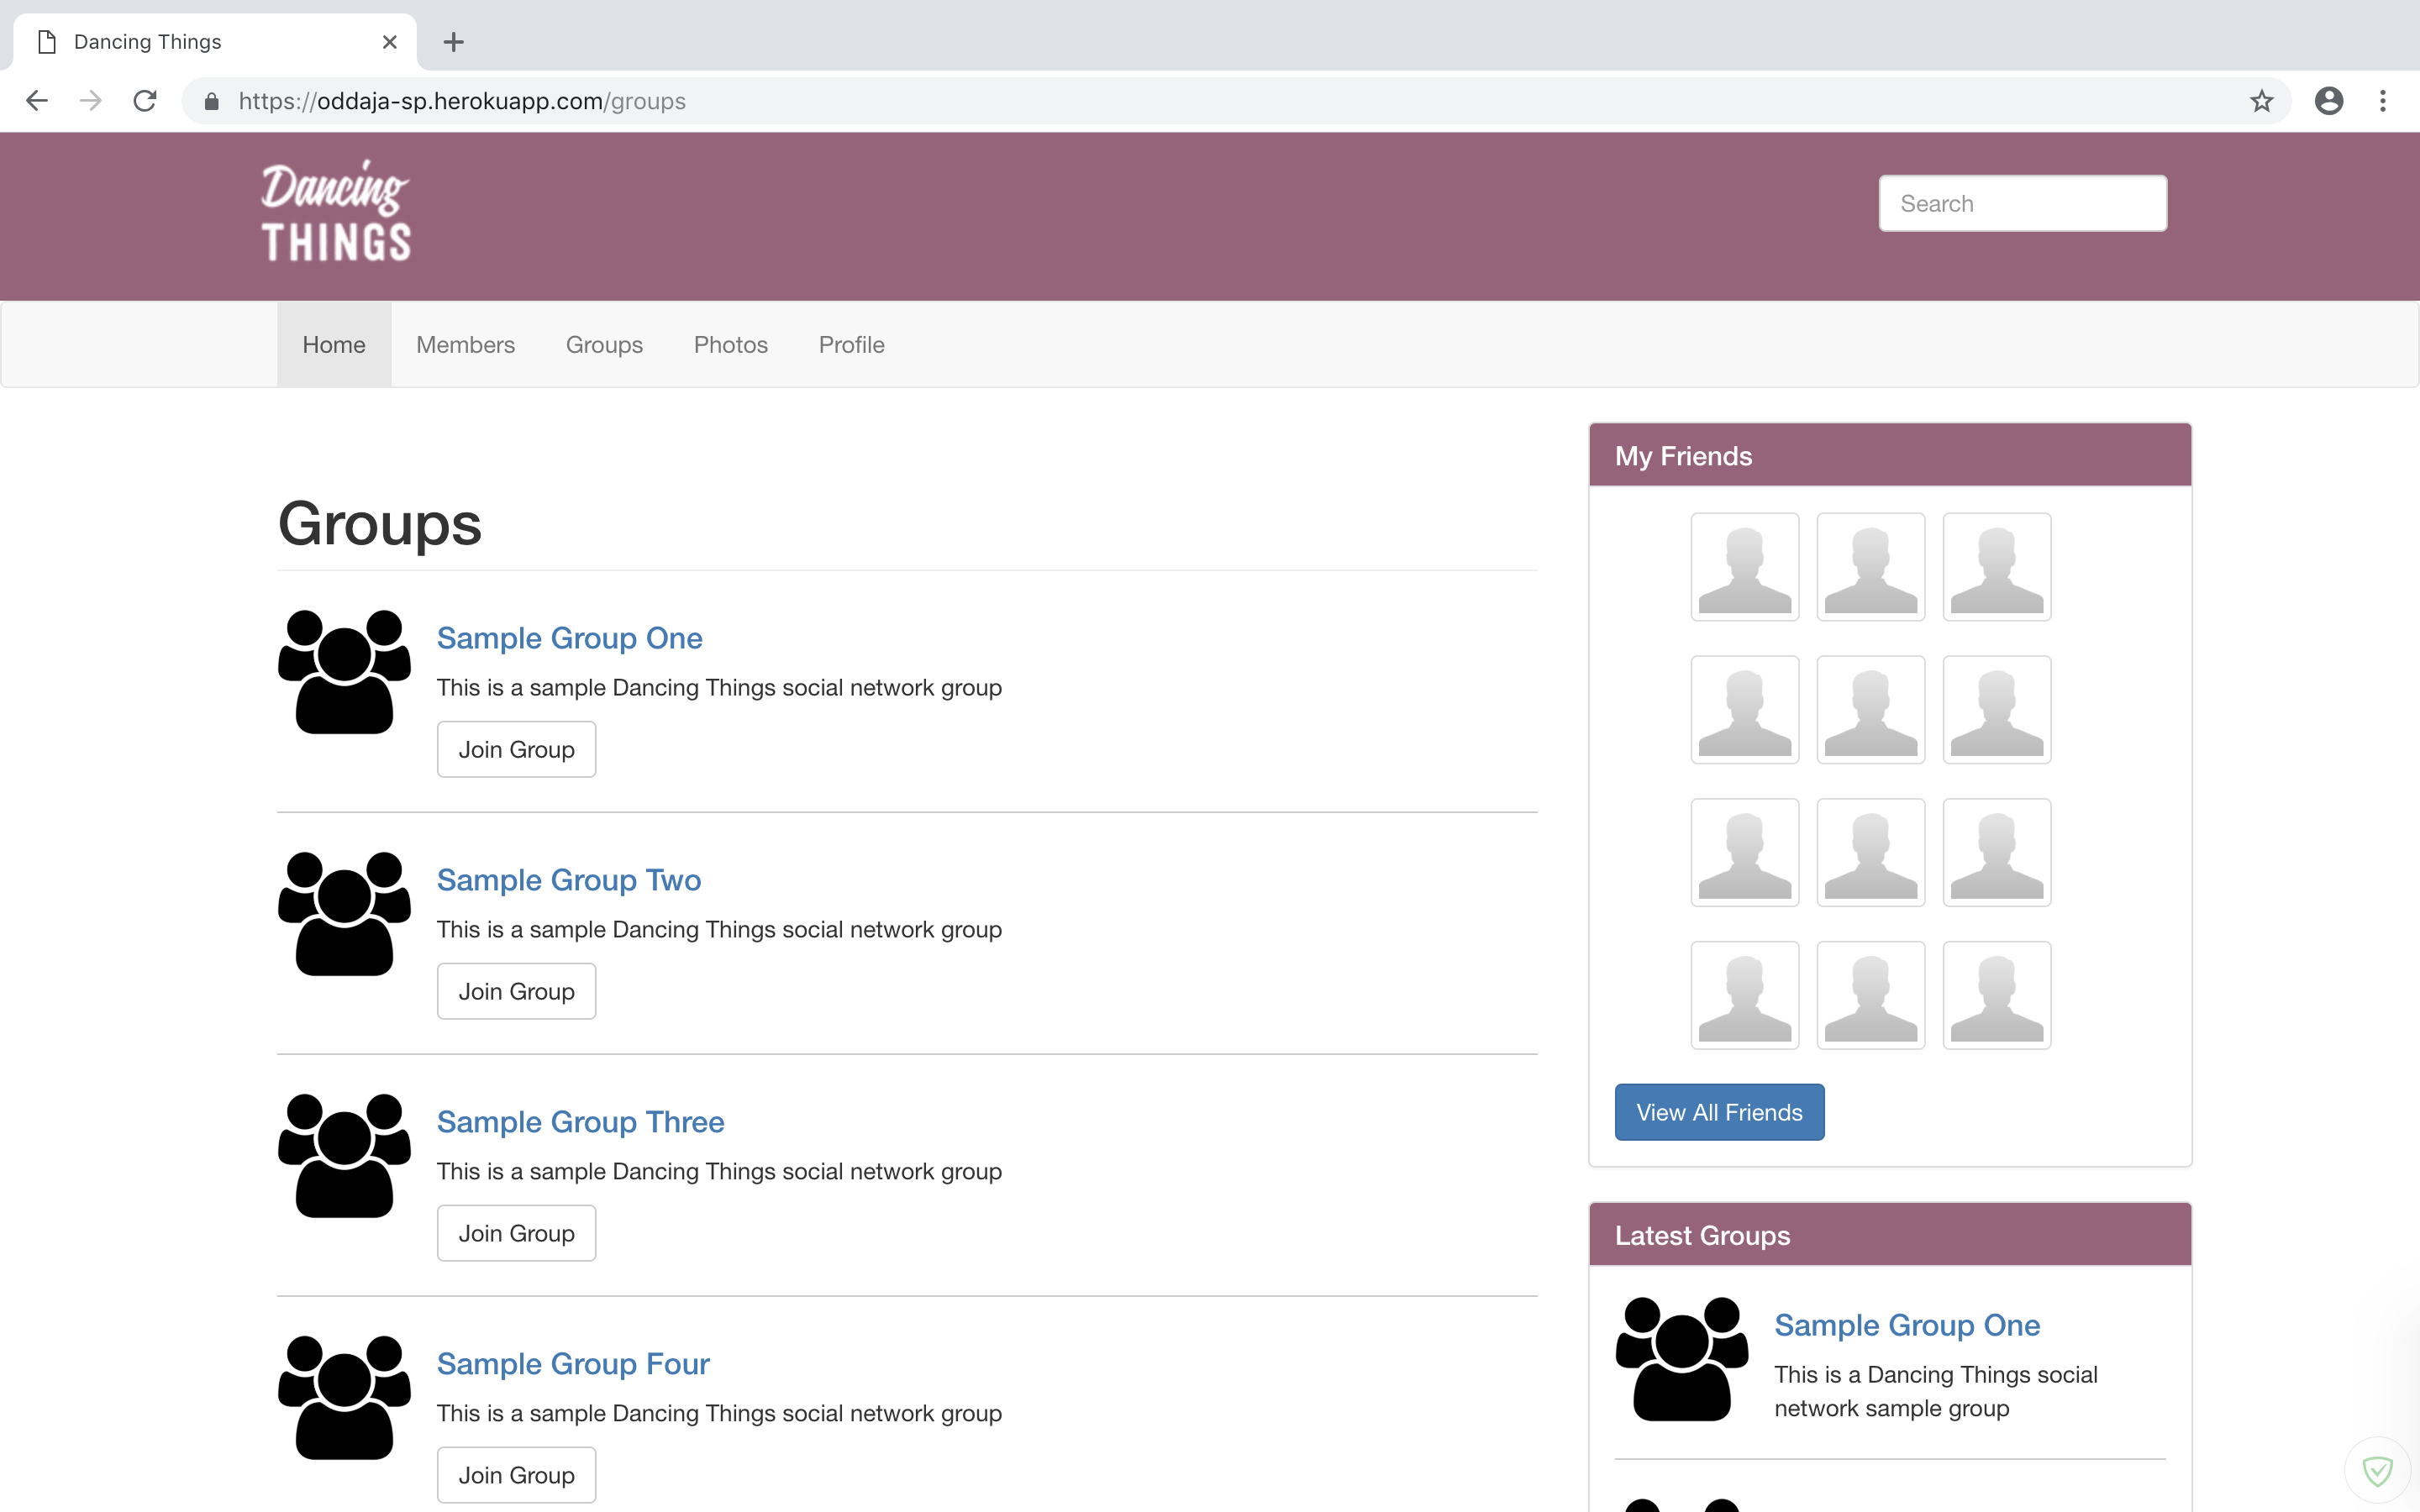 Dancing Things
https://oddaja-sp.herokuapp.com/groups
Dancing
THINGS
Search
Home Members Groups Photos Profile
Groups
Sample Group One
This is a sample Dancing Things social network group
Join Group
Sample Group Two
This is a sample Dancing Things social network group
Join Group
Sample Group Three
This is a sample Dancing Things social network group
Join Group
Sample Group Four
This is a sample Dancing Things social network group
Join Group
My Friends
View All Friends
Latest Groups
Sample Group One
This is a Dancing Things social
network sample group